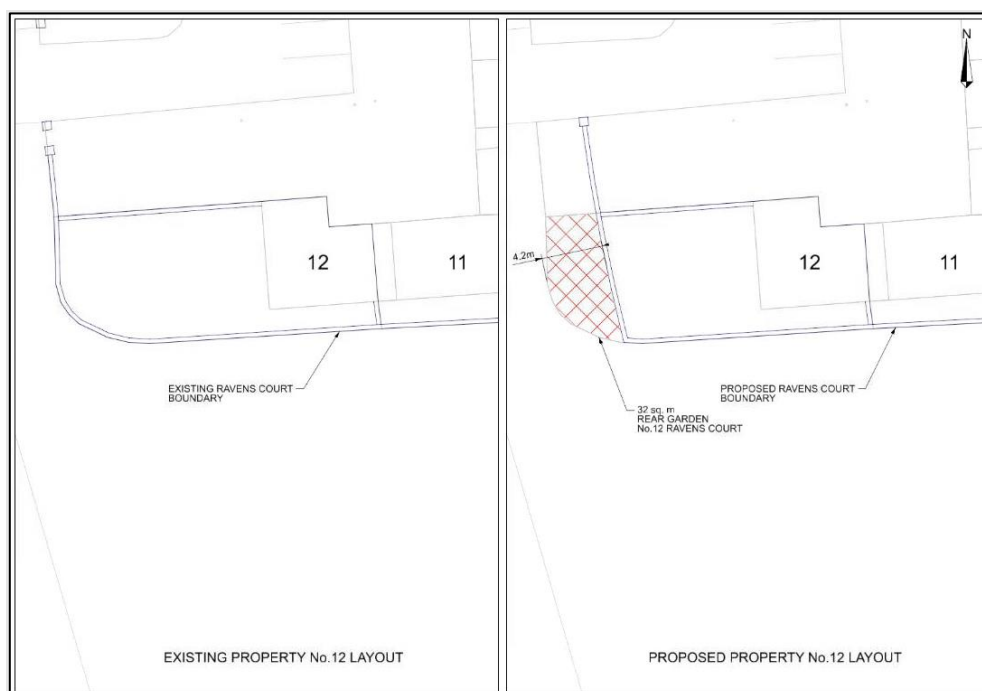 12
11
EXISTING RAVENS COURT
BOUNDARY
EXISTING PROPERTY No.12 LAYOUT
N
4.2m
12
11
PROPOSED RAVENS COURT
BOUNDARY
32 sq. m
REAR GARDEN
No.12 RAVENS COURT
PROPOSED PROPERTY No.12 LAYOUT